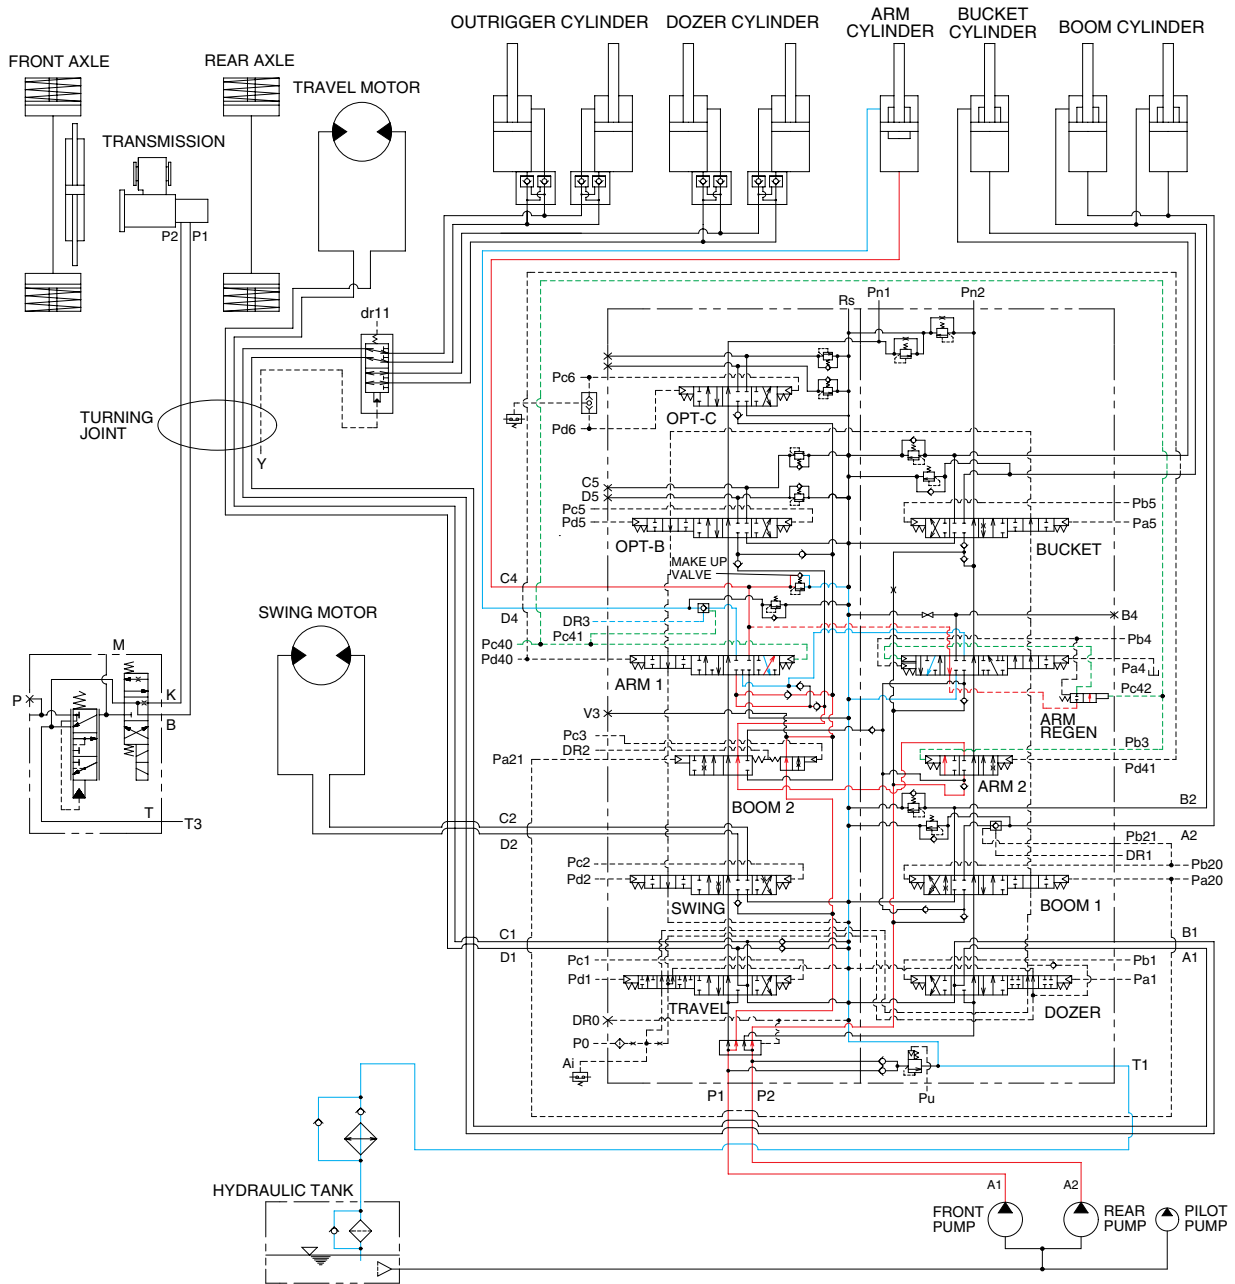 OUTRIGGER CYLINDER
DOZER CYLINDER
ARM
CYLINDER
BUCKET
CYLINDER
BOOM CYLINDER
FRONT AXLE
REAR AXLE
TRAVEL MOTOR
TRANSMISSION
P2
P1
dr11
Rs
Pn1
Pn2
Pc6
Pd6
OPT-C
TURNING
JOINT
Y
C5
D5
Pc5
Pd5
OPT-B
Pb5
Pa5
BUCKET
MAKE UP
VALVE
C4
D4
DR3
Pc41
Pc40
Pd40
ARM 1
B4
Pb4
Pa4
Pc42
ARM
REGEN
SWING MOTOR
M
P
K
B
T
T3
V3
Pc3
DR2
Pa21
BOOM 2
Pb3
Pd41
ARM 2
B2
A2
C2
D2
Pb21
DR1
Pb20
Pa20
Pc2
Pd2
SWING
BOOM 1
C1
D1
B1
A1
Pc1
Pd1
TRAVEL
Pb1
Pa1
DOZER
DR0
P0
Ai
T1
P1
P2
Pu
HYDRAULIC TANK
A1
A2
FRONT
PUMP
REAR
PUMP
PILOT
PUMP